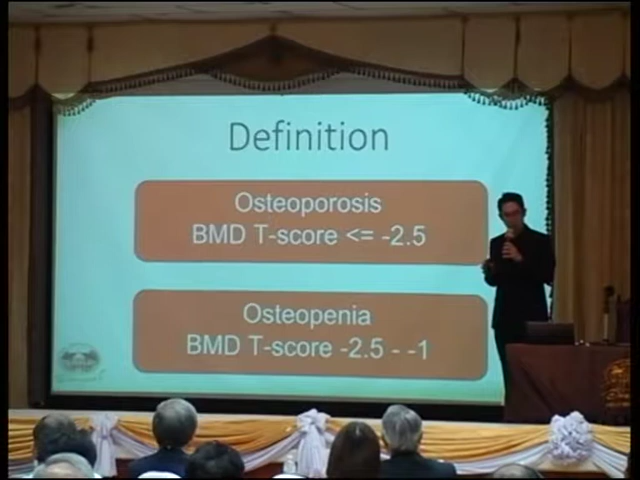 Definition
Osteoporosis
BMD T-score <= -2.5
Osteopenia
BMD T-score -2.5 - -1